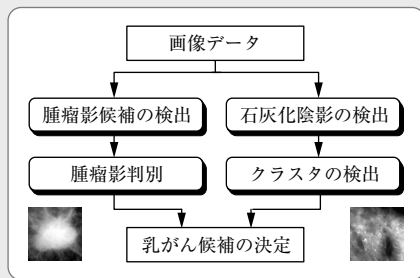 画像データ
腫瘤影候補の検出
石灰化陰影の検出
腫瘤影判別
クラスタの検出
乳がん候補の決定